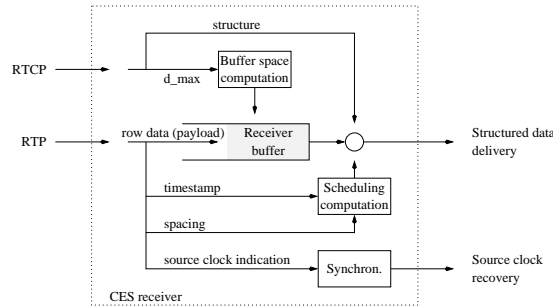 structure
RTCP
d_max
Buffer space
computation
RTP
row data (payload)
Receiver
buffer
Structured data
delivery
timestamp
Scheduling
computation
spacing
source clock indication
Synchron.
Source clock
recovery
CES receiver